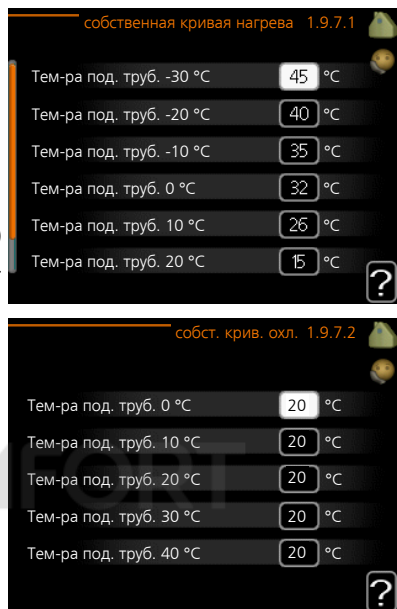 собственная кривая нагрева 1.9.7.1
Тем-ра под. труб. -30 °C 45 °C
Тем-ра под. труб. -20 °C 40 °C
Тем-ра под. труб. -10 °C 35 °C
Тем-ра под. труб. 0 °C 32 °C
Тем-ра под. труб. 10 °C 26 °C
Тем-ра под. труб. 20 °C 15 °C
?
собст. крив. охл. 1.9.7.2
Тем-ра под. труб. 0 °C 20 °C
Тем-ра под. труб. 10 °C 20 °C
Тем-ра под. труб. 20 °C 20 °C
Тем-ра под. труб. 30 °C 20 °C
Тем-ра под. труб. 40 °C 20 °C
?